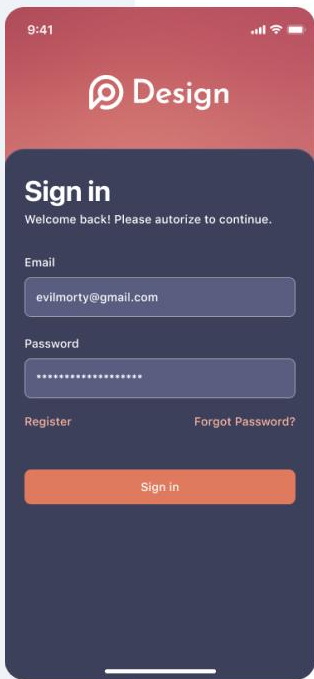 9:41
Design
Sign in
Welcome back! Please autorize to continue.
Email
evilmorty@gmail.com
Password
*******************
Register Forgot Password?
Sign in